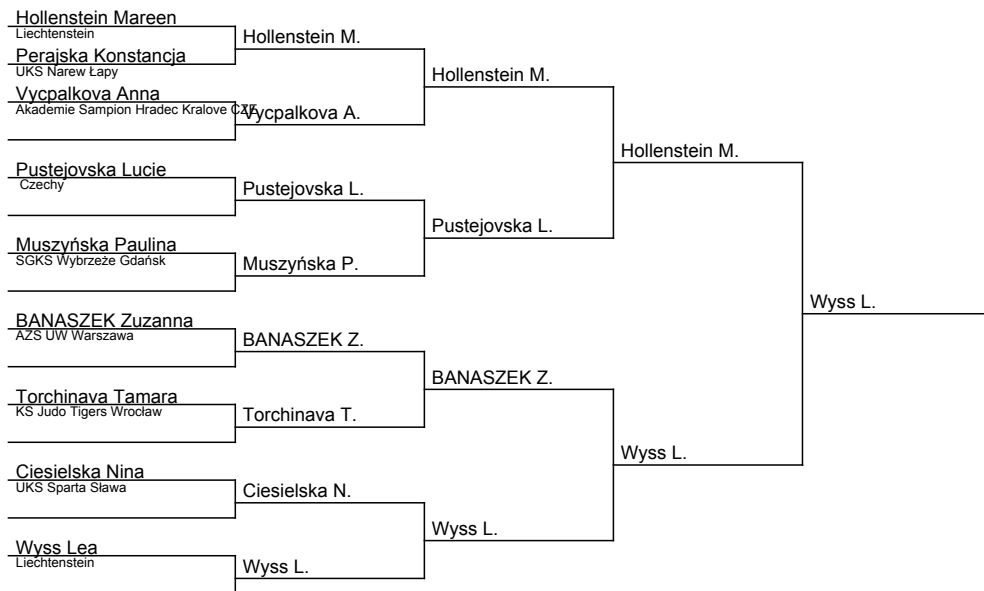 Hollenstein Mareen
Liechtenstein
Hollenstein M.
Perajska Konstancja
UKS Narew Łapy
Hollenstein M.
Vycpalkova Anna
Akademie Sampion Hradec Kralove CZE
Vycpalkova A.
Hollenstein M.
Pustejovska Lucie
Czechy
Pustejovska L.
Pustejovska L.
Muszyńska Paulina
SGKS Wybrzeże Gdańsk
Muszyńska P.
Wyss L.
BANASZEK Zuzanna
AZS UW Warszawa
BANASZEK Z.
BANASZEK Z.
Torchinava Tamara
KS Judo Tigers Wrocław
Torchinava T.
Wyss L.
Ciesielska Nina
UKS Sparta Sława
Ciesielska N.
Wyss L.
Wyss Lea
Liechtenstein
Wyss L.